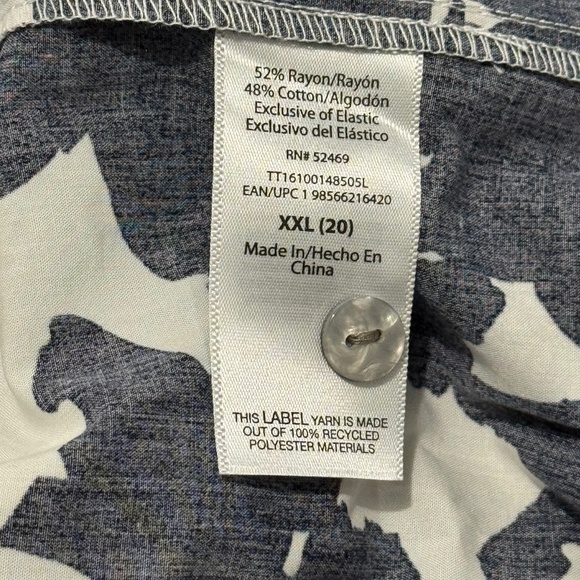 52% Rayon/Rayón
48% Cotton/Algodón
Exclusive of Elastic
Exclusivo del Elástico
RN# 52469
TT16100148505L
EAN/UPC 1 98566216420
XXL (20)
Made In/Hecho En
China
THIS LABEL YARN IS MADE
OUT OF 100% RECYCLED
POLYESTER MATERIALS